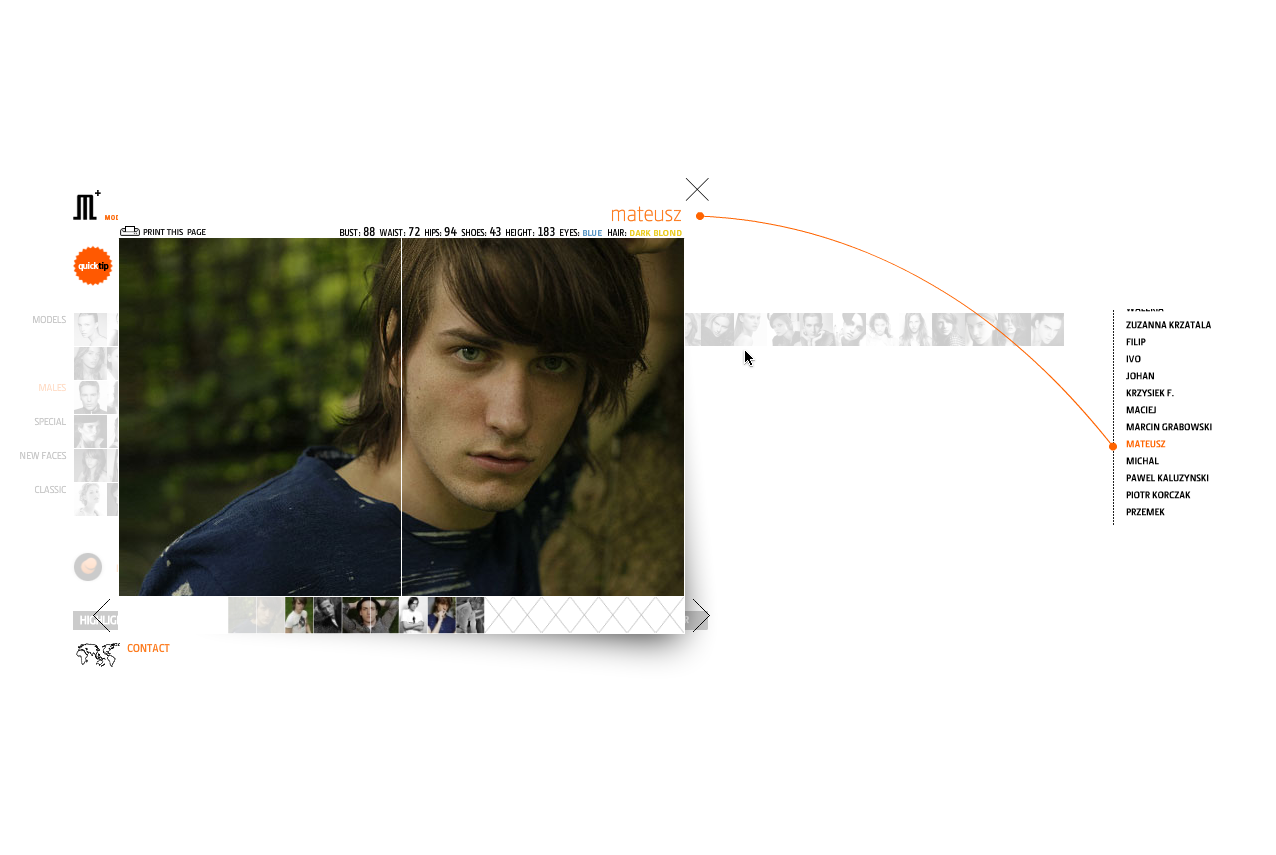 mateusz
PRINT THIS PAGE
BUST: 88 WAIST: 72 HIPS: 94 SHOES: 43 HEIGHT: 183 EYES: BLUE HAIR: DARK BLOND
quicktip
MODELS
MALES
SPECIAL
NEW FACES
CLASSIC
CONTACT
WALERIA
ZUZANNA KRZATALA
FILIP
IVO
JOHAN
KRZYSIEK F.
MACIEJ
MARCIN GRABOWSKI
MATEUSZ
MICHAL
PAWEL KALUZYNSKI
PIOTR KORCZAK
PRZEMEK